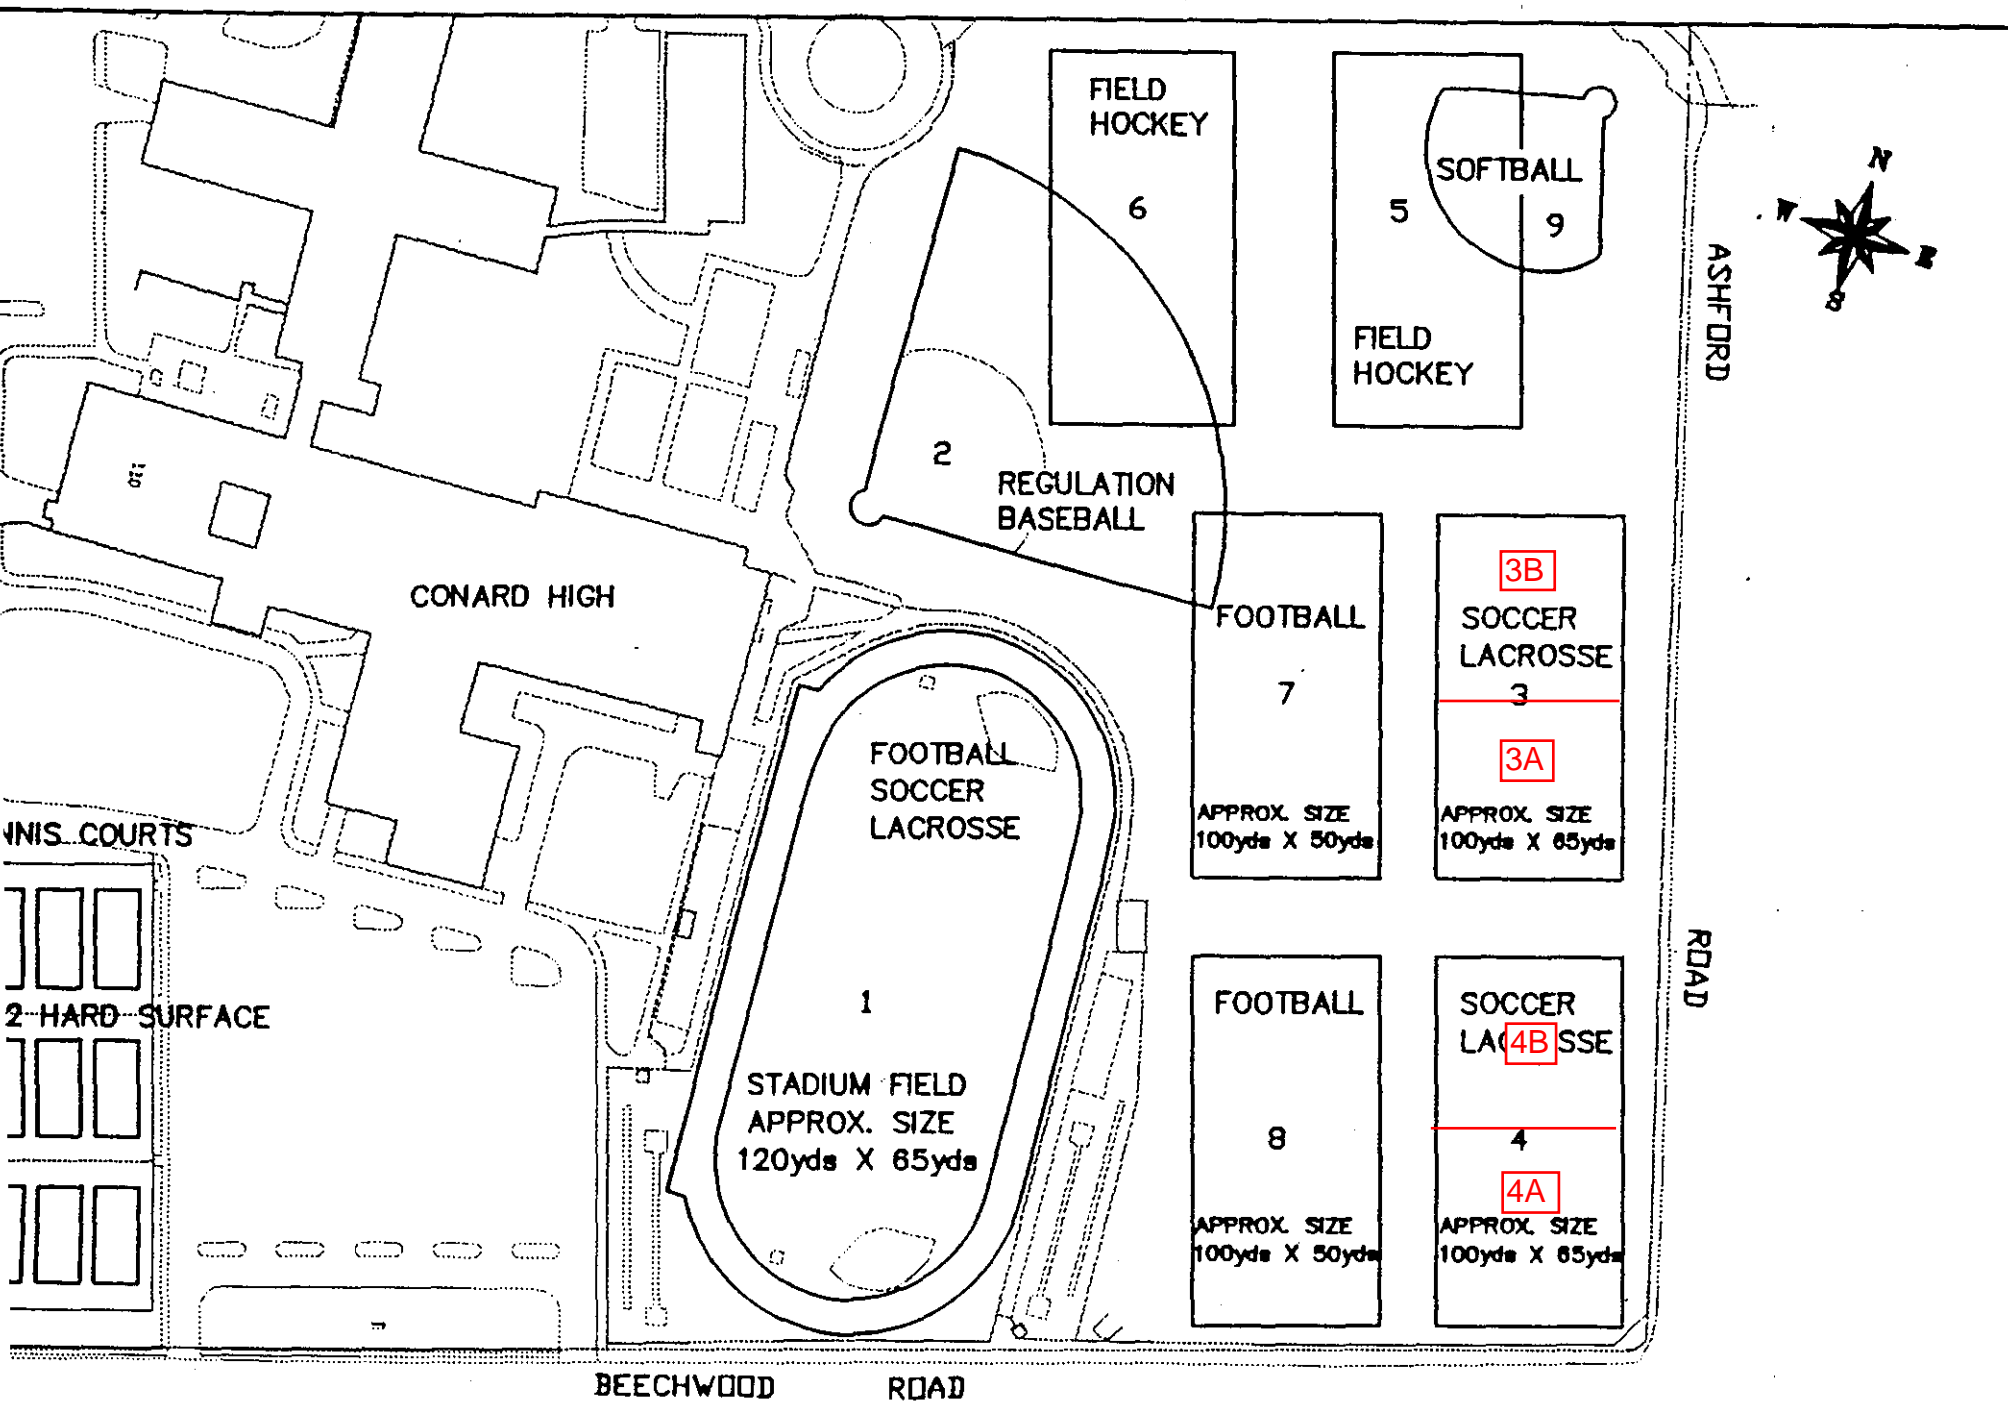 FIELD
HOCKEY
6
SOFTBALL
5
9
FIELD
HOCKEY
N
W
E
S
ASHFORD
2
REGULATION
BASEBALL
CONARD HIGH
FOOTBALL
7
APPROX. SIZE
100yds X 50yds
3B
SOCCER
LACROSSE
3
3A
APPROX. SIZE
100yds X 65yds
FOOTBALL
SOCCER
LACROSSE
1
STADIUM FIELD
APPROX. SIZE
120yds X 65yds
NNIS COURTS
2 HARD SURFACE
FOOTBALL
8
APPROX. SIZE
100yds X 50yds
SOCCER
LAC 4B SSE
4
4A
APPROX. SIZE
100yds X 65yds
ROAD
BEECHWOOD ROAD